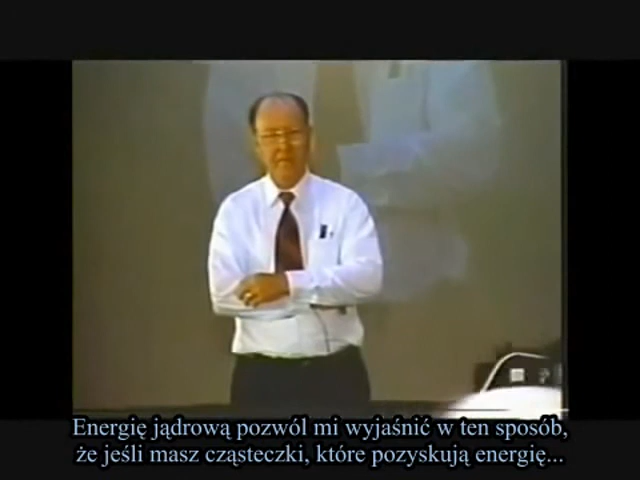 Energię jądrową pozwól mi wyjaśnić w ten sposób,
że jeśli masz cząsteczki, które pozyskują energię...